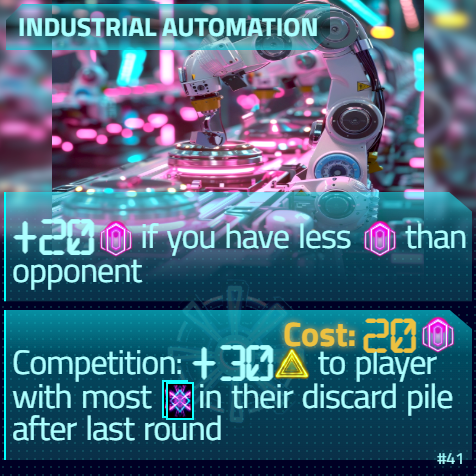 INDUSTRIAL AUTOMATION
+20 if you have less than
opponent
Cost: 20
Competition: +30 to player
with most in their discard pile
after last round
#41